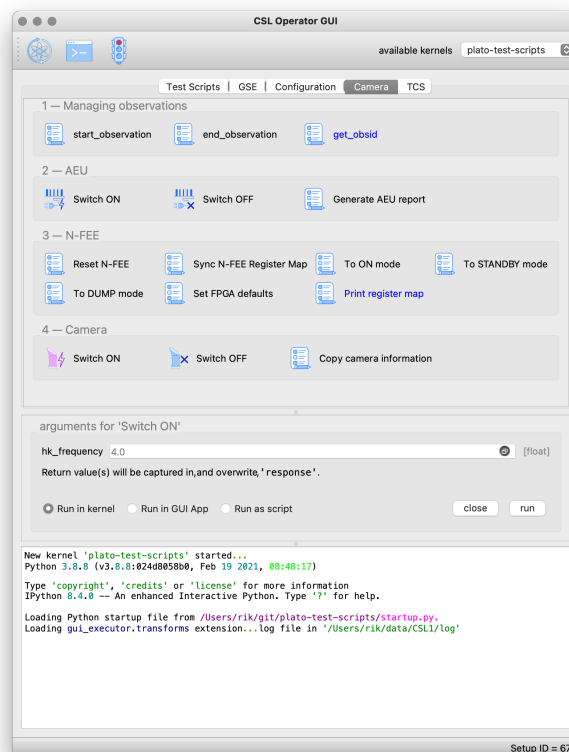 CSL Operator GUI
available kernels plato-test-scripts
Test Scripts GSE Configuration Camera TCS
1 — Managing observations
start_observation end_observation get_obsid
2 — AEU
Switch ON Switch OFF Generate AEU report
3 — N-FEE
Reset N-FEE Sync N-FEE Register Map To ON mode To STANDBY mode
To DUMP mode Set FPGA defaults Print register map
4 — Camera
Switch ON Switch OFF Copy camera information
arguments for 'Switch ON'
hk_frequency 4.0 [float]
Return value(s) will be captured in,and overwrite,'response'.
Run in kernel Run in GUI App Run as script close run
New kernel 'plato-test-scripts' started...
Python 3.8.8 (v3.8.8:024d8058b0, Feb 19 2021, 08:48:17)
Type 'copyright', 'credits' or 'license' for more information
IPython 8.4.0 -- An enhanced Interactive Python. Type '?' for help.
Loading Python startup file from /Users/rik/git/plato-test-scripts/startup.py.
Loading gui_executor.transforms extension...log file in '/Users/rik/data/CSL1/log'
Setup ID = 67